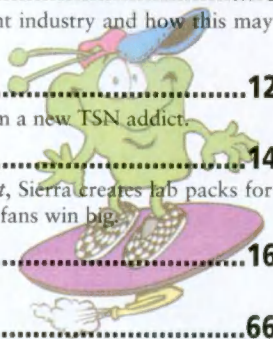 nt industry and how this may
12
m a new TSN addict.
14
t, Sierra creates lab packs for
fans win big.
16
66